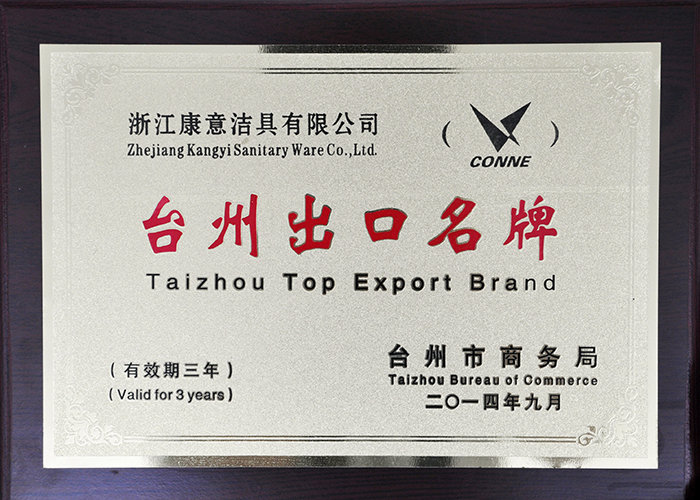 浙江康意洁具有限公司
Zhejiang Kangyi Sanitary Ware Co.,Ltd.
( CONNE )
台州出口名牌
Taizhou Top Export Brand
(有效期三年)
(Valid for 3 years)
台州市商务局
Taizhou Bureau of Commerce
二〇一四年九月